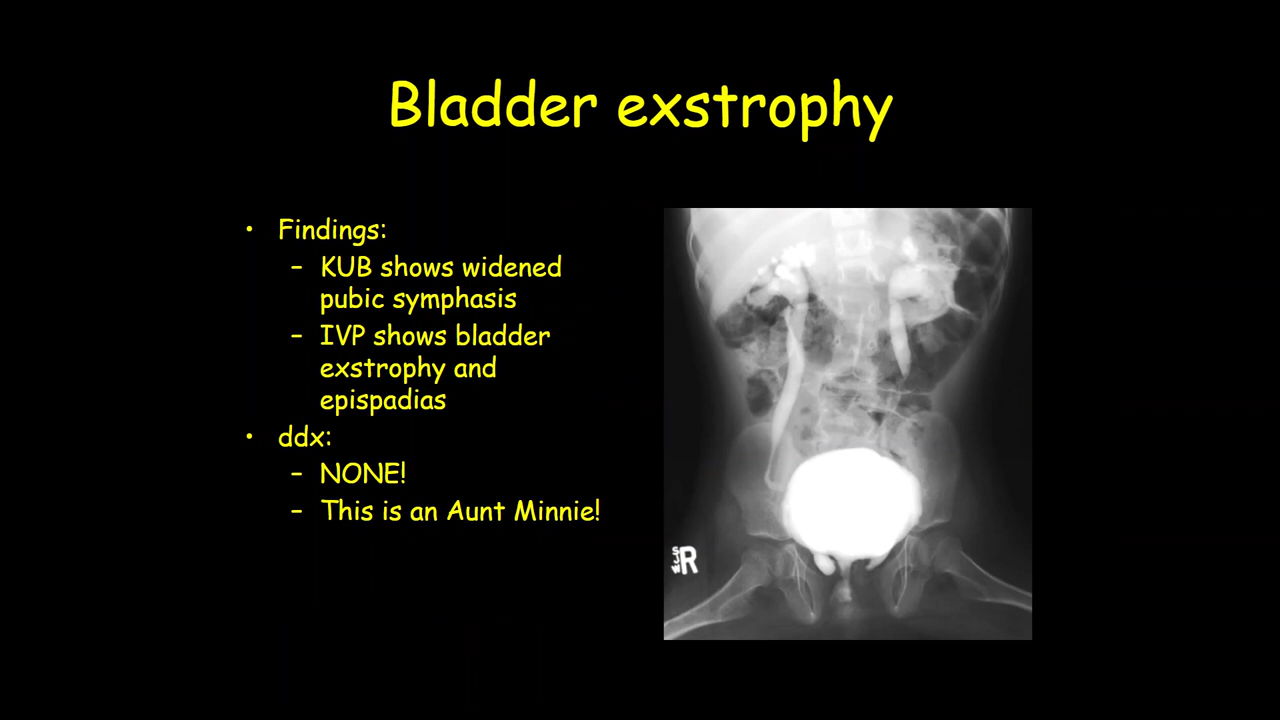 Bladder exstrophy
• Findings:
– KUB shows widened
pubic symphasis
– IVP shows bladder
exstrophy and
epispadias
• ddx:
– NONE!
– This is an Aunt Minnie!
SJW
R